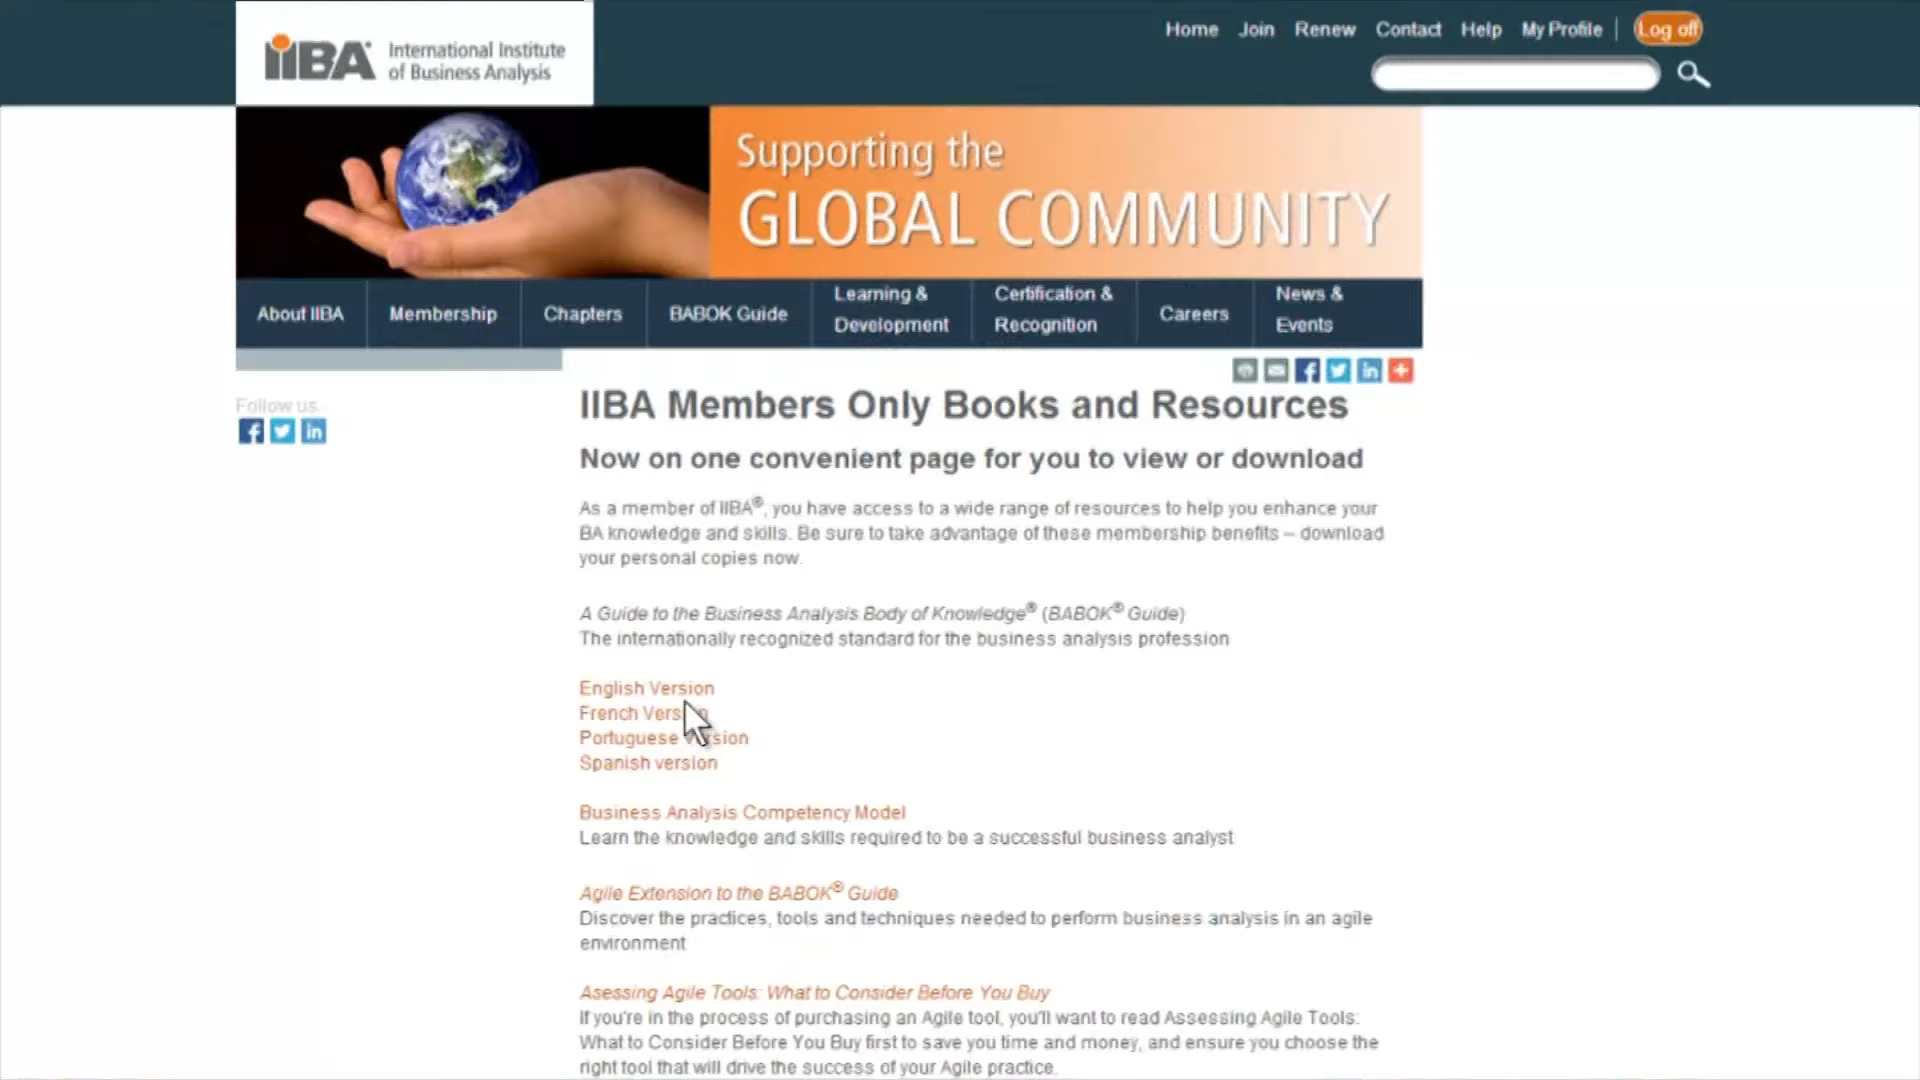 Home Join Renew Contact Help My Profile Log off
IIBA International Institute
of Business Analysis
Supporting the
GLOBAL COMMUNITY
About IIBA Membership Chapters BABOK Guide Learning & Development Certification & Recognition Careers News & Events
Follow us...
IIBA Members Only Books and Resources
Now on one convenient page for you to view or download
As a member of IIBA®, you have access to a wide range of resources to help you enhance your
BA knowledge and skills. Be sure to take advantage of these membership benefits – download
your personal copies now.
A Guide to the Business Analysis Body of Knowledge® (BABOK® Guide)
The internationally recognized standard for the business analysis profession
English Version
French Version
Portuguese Version
Spanish version
Business Analysis Competency Model
Learn the knowledge and skills required to be a successful business analyst
Agile Extension to the BABOK® Guide
Discover the practices, tools and techniques needed to perform business analysis in an agile
environment
Asessing Agile Tools: What to Consider Before You Buy
If you're in the process of purchasing an Agile tool, you'll want to read Assessing Agile Tools:
What to Consider Before You Buy first to save you time and money, and ensure you choose the
right tool that will drive the success of your Agile practice.